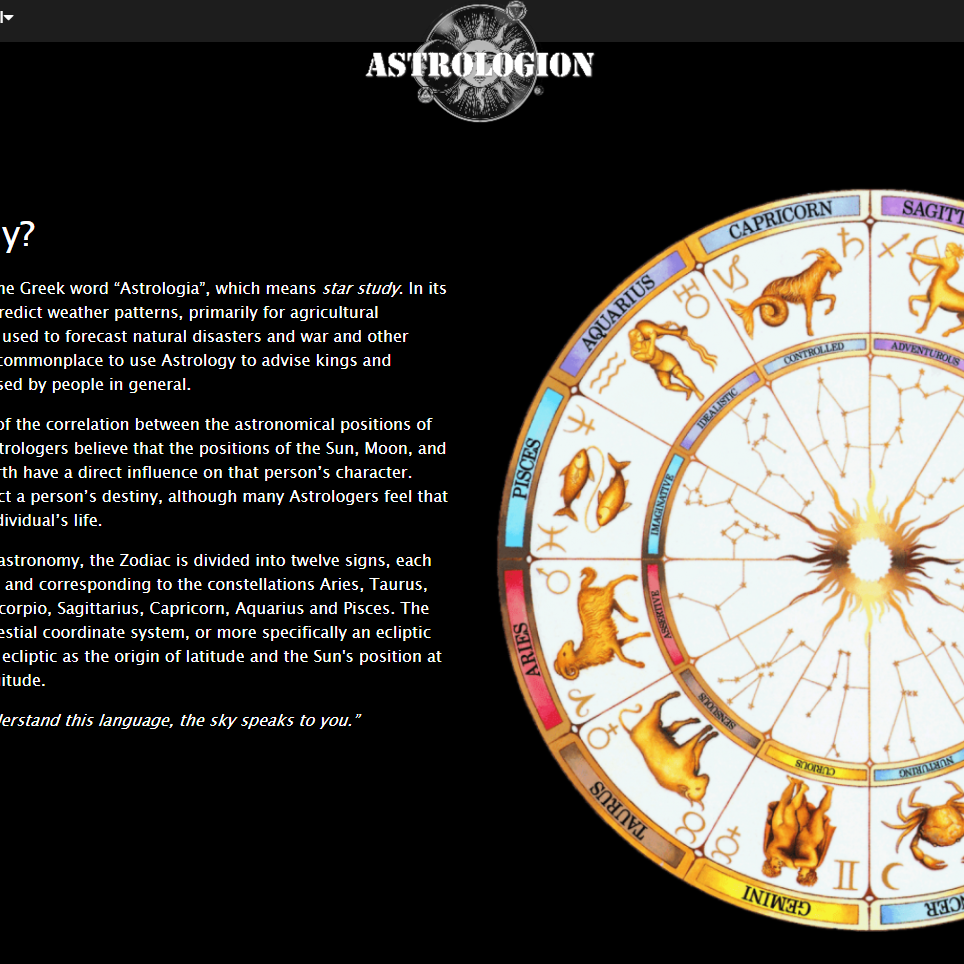 ASTROLOGION
y?
he Greek word “Astrologia”, which means star study. In its
redict weather patterns, primarily for agricultural
used to forecast natural disasters and war and other
commonplace to use Astrology to advise kings and
sed by people in general.
of the correlation between the astronomical positions of
trologers believe that the positions of the Sun, Moon, and
rth have a direct influence on that person’s character.
ct a person’s destiny, although many Astrologers feel that
dividual’s life.
astronomy, the Zodiac is divided into twelve signs, each
and corresponding to the constellations Aries, Taurus,
corpio, Sagittarius, Capricorn, Aquarius and Pisces. The
estial coordinate system, or more specifically an ecliptic
ecliptic as the origin of latitude and the Sun's position at
itude.
derstand this language, the sky speaks to you.”
CAPRICORN
SAGITT
AQUARIUS
PISCES
ARIES
TAURUS
GEMINI
NCER
CONTROLLED
ADVENTUROUS
IDEALISTIC
IMAGINATIVE
ASSERTIVE
SENSUOUS
CURIOUS
NURTURING